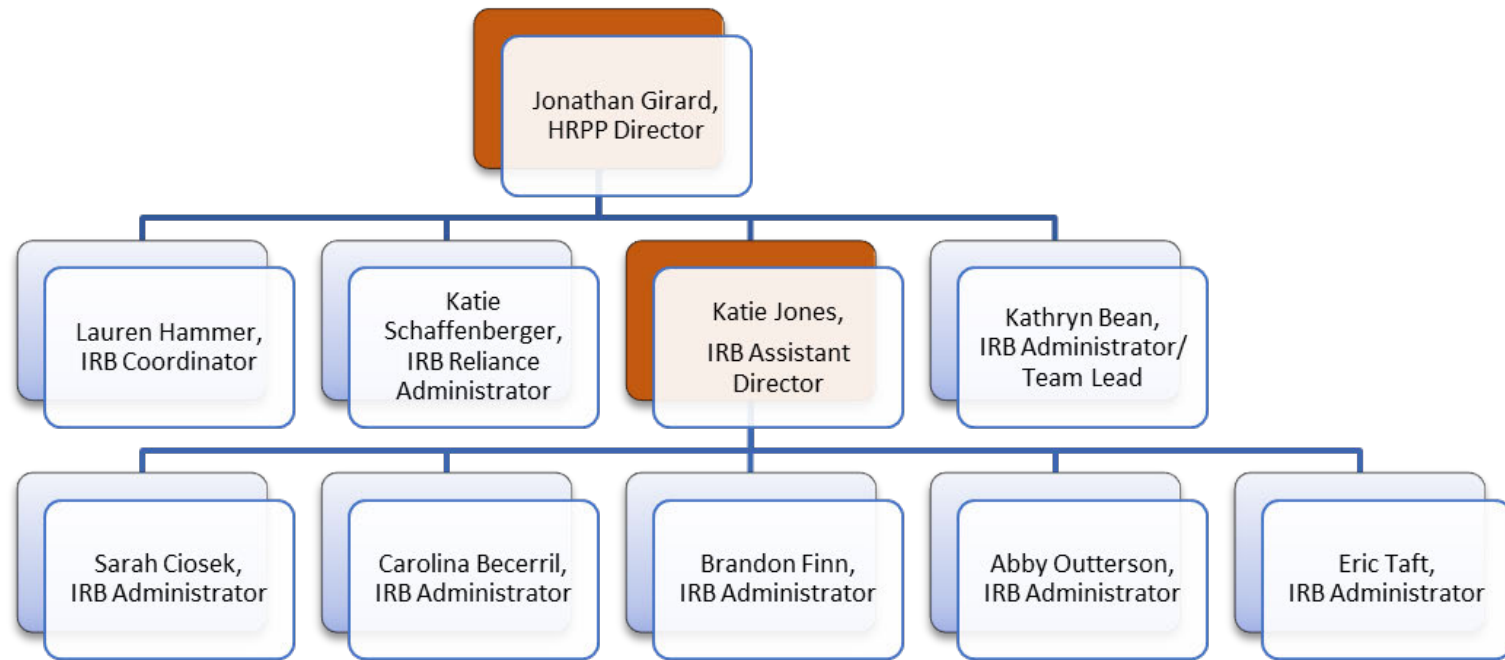 Jonathan Girard,
HRPP Director
Lauren Hammer,
IRB Coordinator
Katie
Schaffenberger,
IRB Reliance
Administrator
Katie Jones,
IRB Assistant
Director
Kathryn Bean,
IRB Administrator/
Team Lead
Sarah Ciosek,
IRB Administrator
Carolina Becerril,
IRB Administrator
Brandon Finn,
IRB Administrator
Abby Outterson,
IRB Administrator
Eric Taft,
IRB Administrator